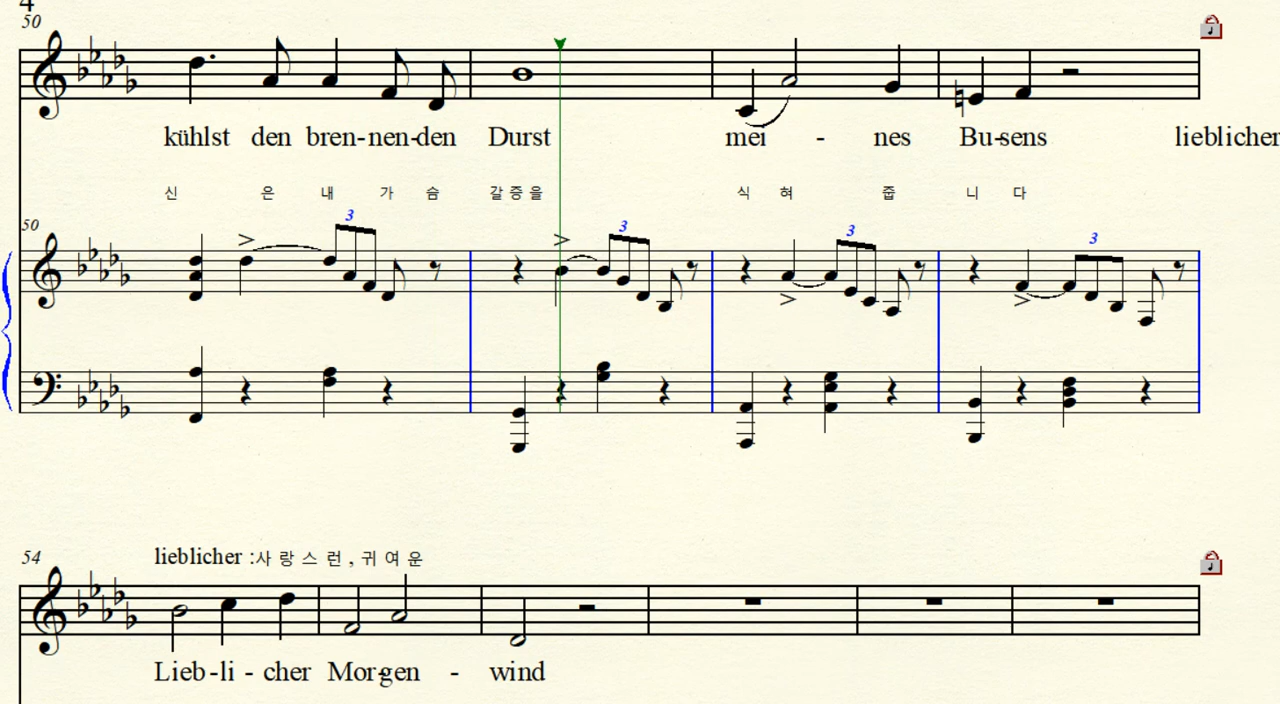 4
50
kühlst den bren-nen-den Durst mei - nes Bu-sens lieblicher
신 은 내 가 슴 갈 증 을 식 혀 줍 니 다
50
3 3 3 3
54
lieblicher :사 랑 스 런 , 귀 여 운
Lieb-li - cher Mor-gen - wind